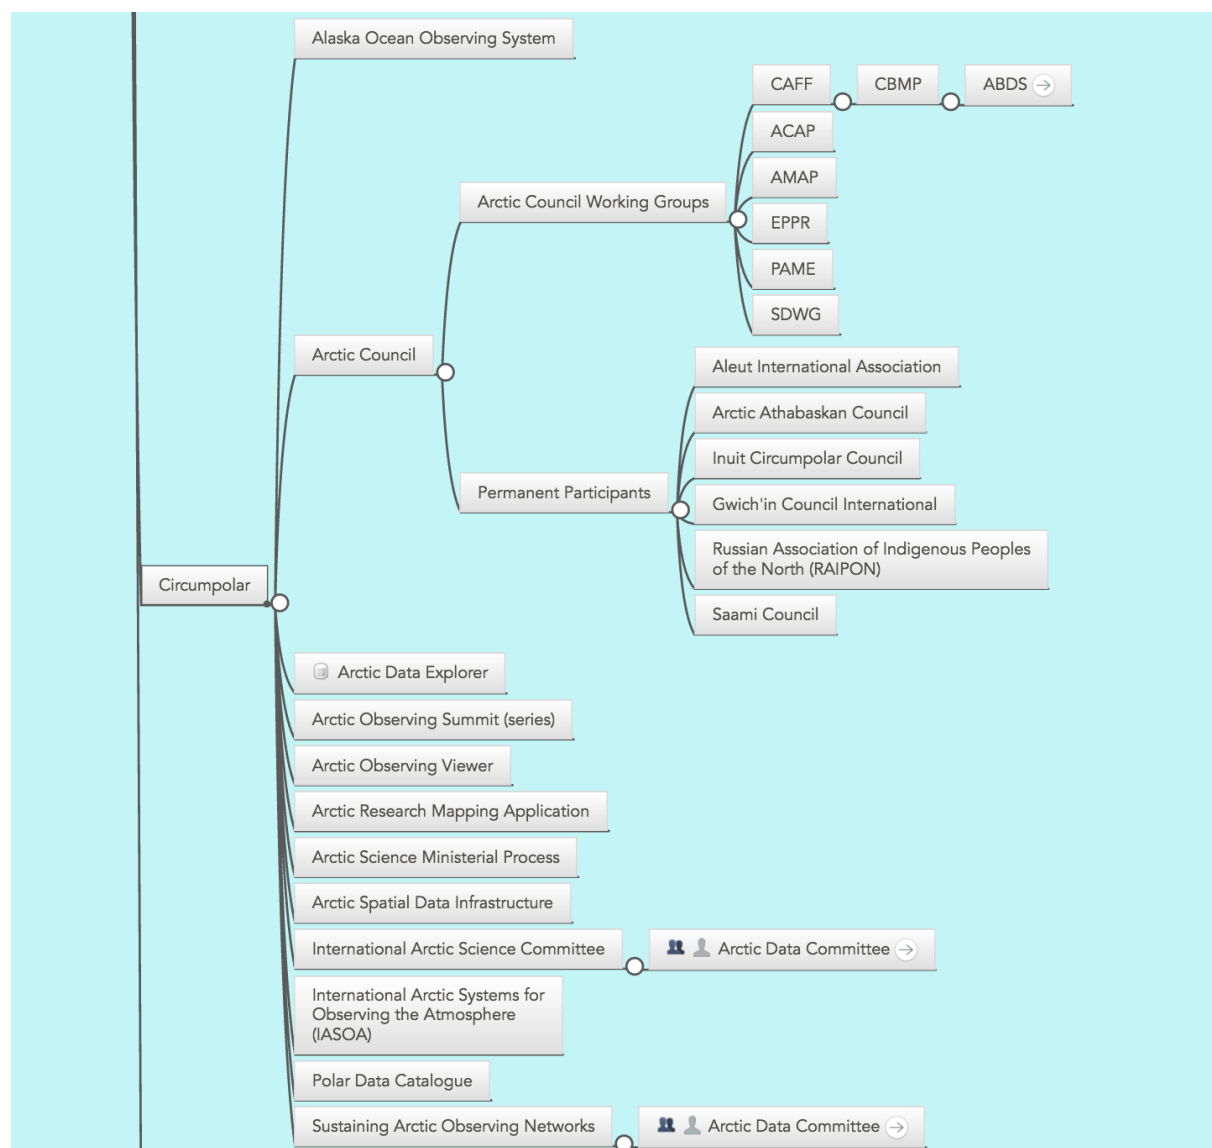 Alaska Ocean Observing System
CAFF
CBMP
ABDS
ACAP
AMAP
Arctic Council Working Groups
EPPR
PAME
SDWG
Arctic Council
Aleut International Association
Arctic Athabaskan Council
Inuit Circumpolar Council
Permanent Participants
Gwich'in Council International
Russian Association of Indigenous Peoples
of the North (RAIPON)
Circumpolar
Saami Council
Arctic Data Explorer
Arctic Observing Summit (series)
Arctic Observing Viewer
Arctic Research Mapping Application
Arctic Science Ministerial Process
Arctic Spatial Data Infrastructure
International Arctic Science Committee
Arctic Data Committee
International Arctic Systems for
Observing the Atmosphere
(IASOA)
Polar Data Catalogue
Sustaining Arctic Observing Networks
Arctic Data Committee